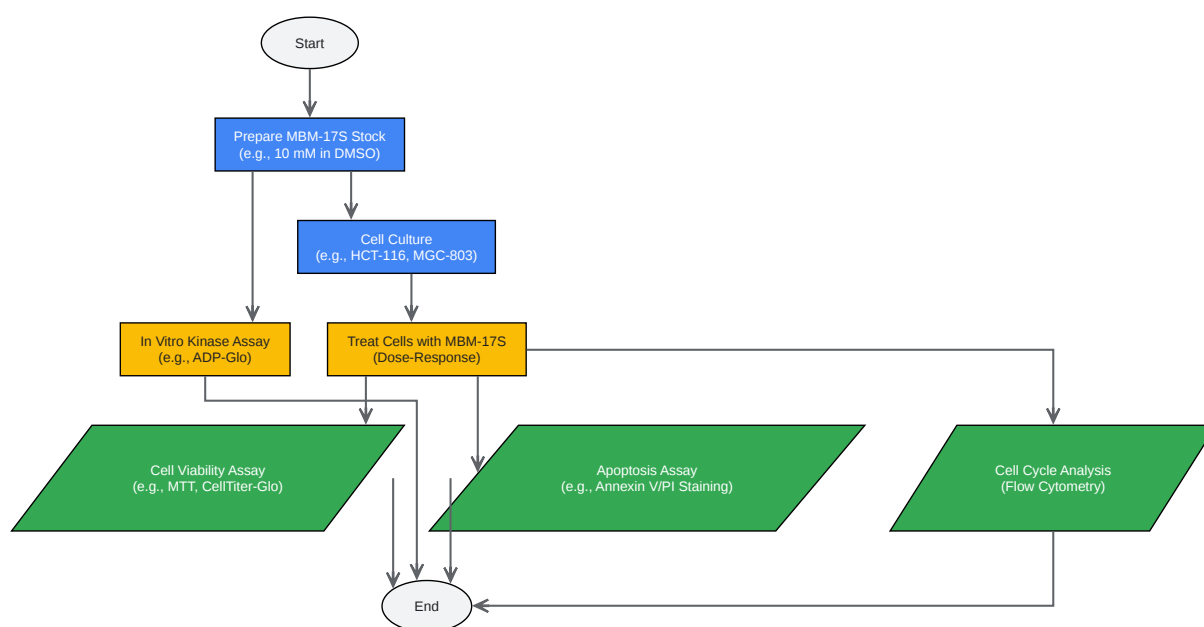 Start
Prepare MBM-17S Stock
(e.g., 10 mM in DMSO)
Cell Culture
(e.g., HCT-116, MGC-803)
In Vitro Kinase Assay
(e.g., ADP-Glo)
Treat Cells with MBM-17S
(Dose-Response)
Cell Viability Assay
(e.g., MTT, CellTiter-Glo)
Apoptosis Assay
(e.g., Annexin V/PI Staining)
Cell Cycle Analysis
(Flow Cytometry)
End